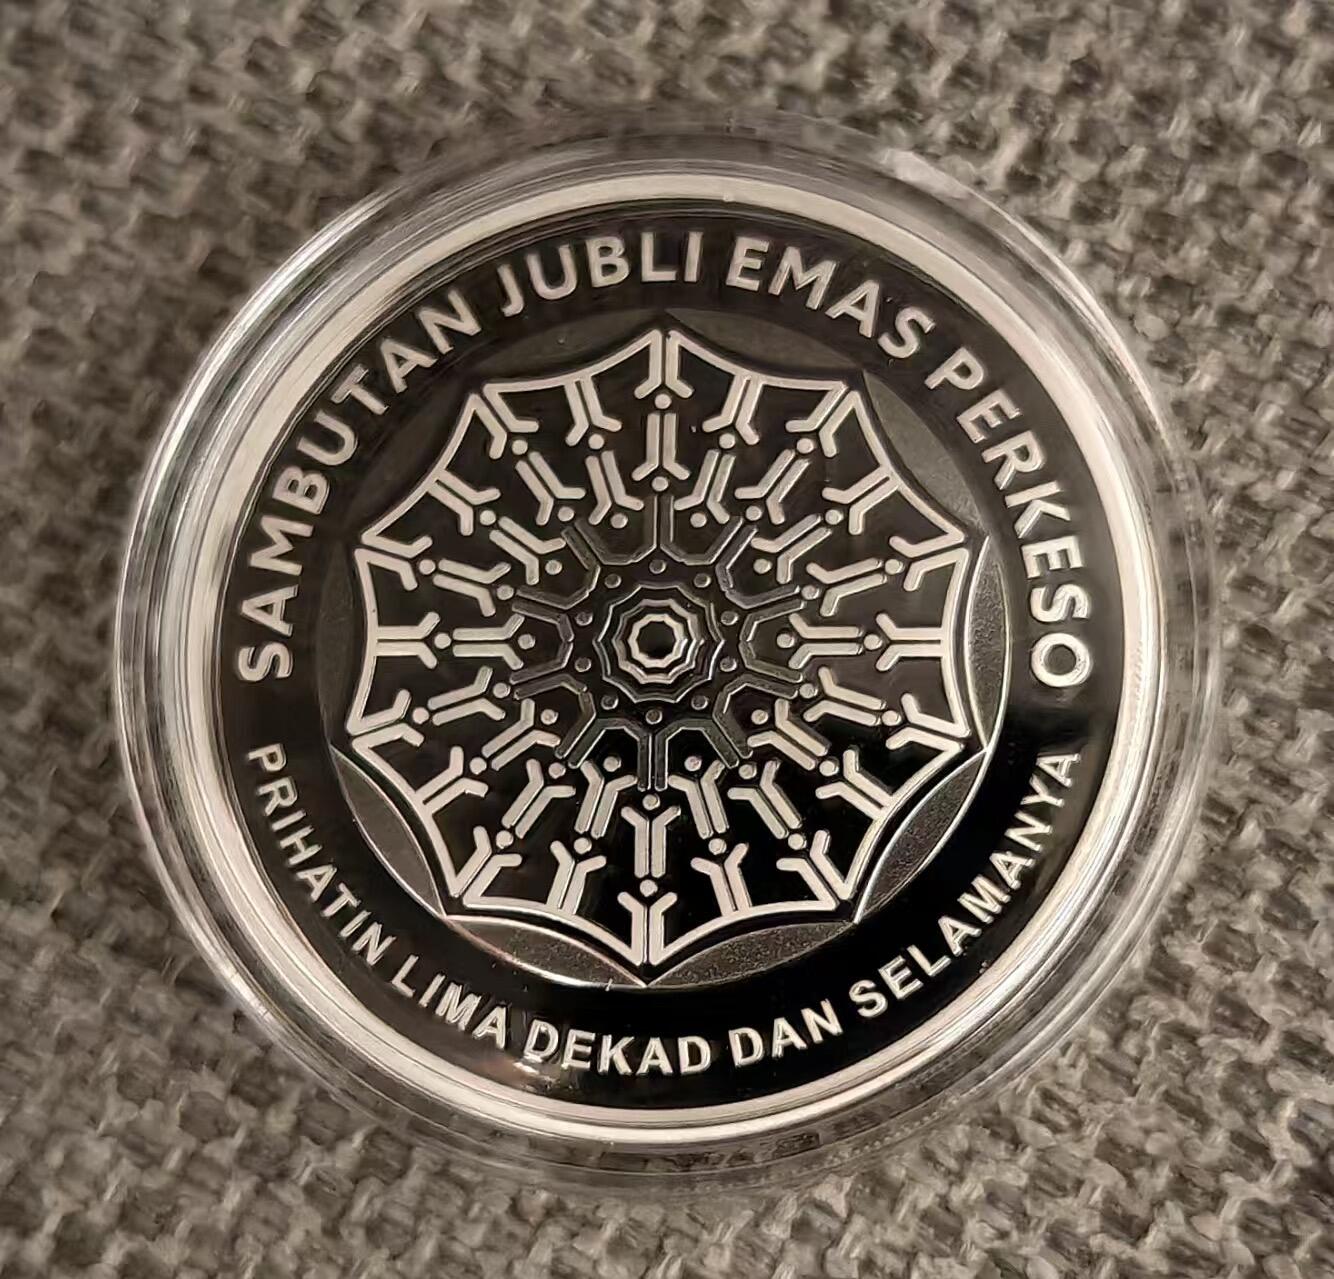 SAMBUTAN JUBLI EMAS PERKESO
PRIHATIN LIMA DEKAD DAN SELAMANYA